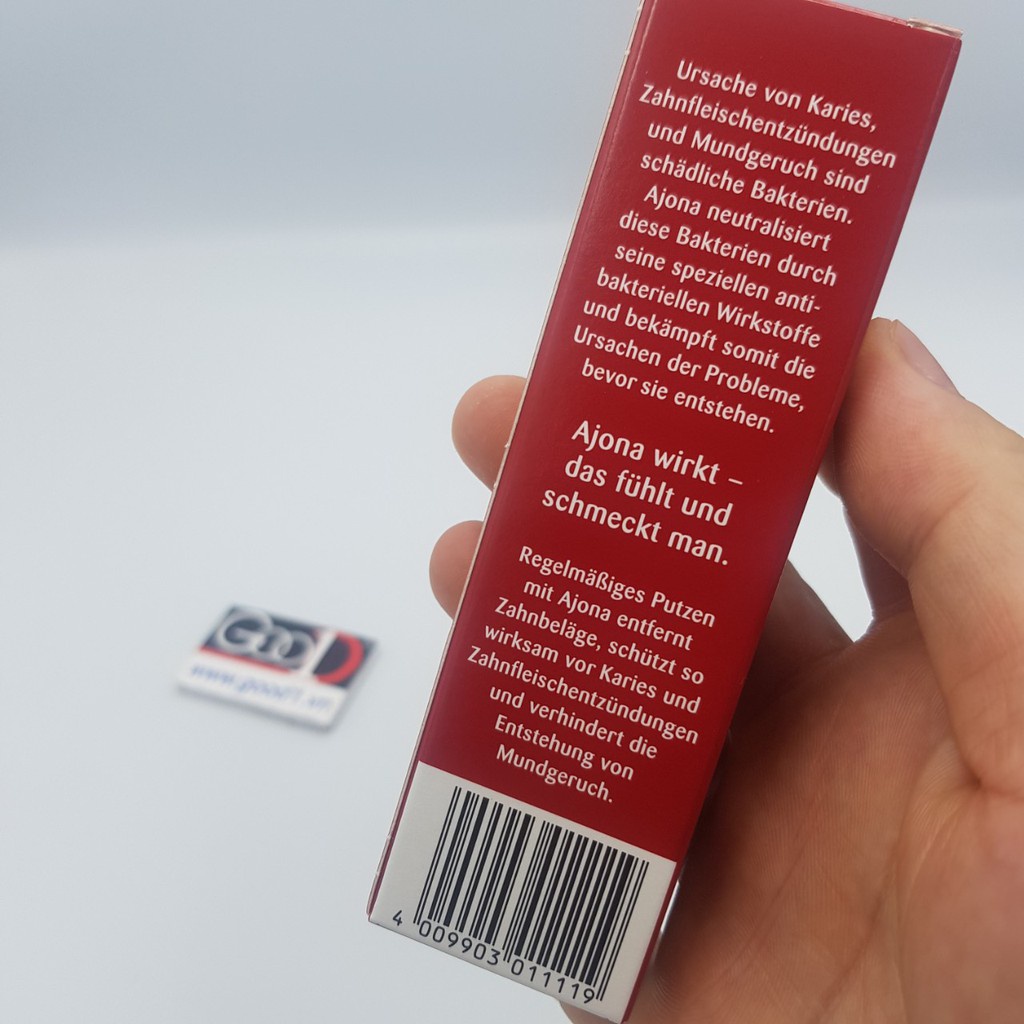 Ursache von Karies,
Zahnfleischentzündungen
und Mundgeruch sind
schädliche Bakterien.
Ajona neutralisiert
diese Bakterien durch
seine speziellen anti-
bakteriellen Wirkstoffe
und bekämpft somit die
Ursachen der Probleme,
bevor sie entstehen.
Ajona wirkt –
das fühlt und
schmeckt man.
Regelmäßiges Putzen
mit Ajona entfernt
Zahnbeläge, schützt so
wirksam vor Karies und
Zahnfleischentzündungen
und verhindert die
Entstehung von
Mundgeruch.
4 009903 011119